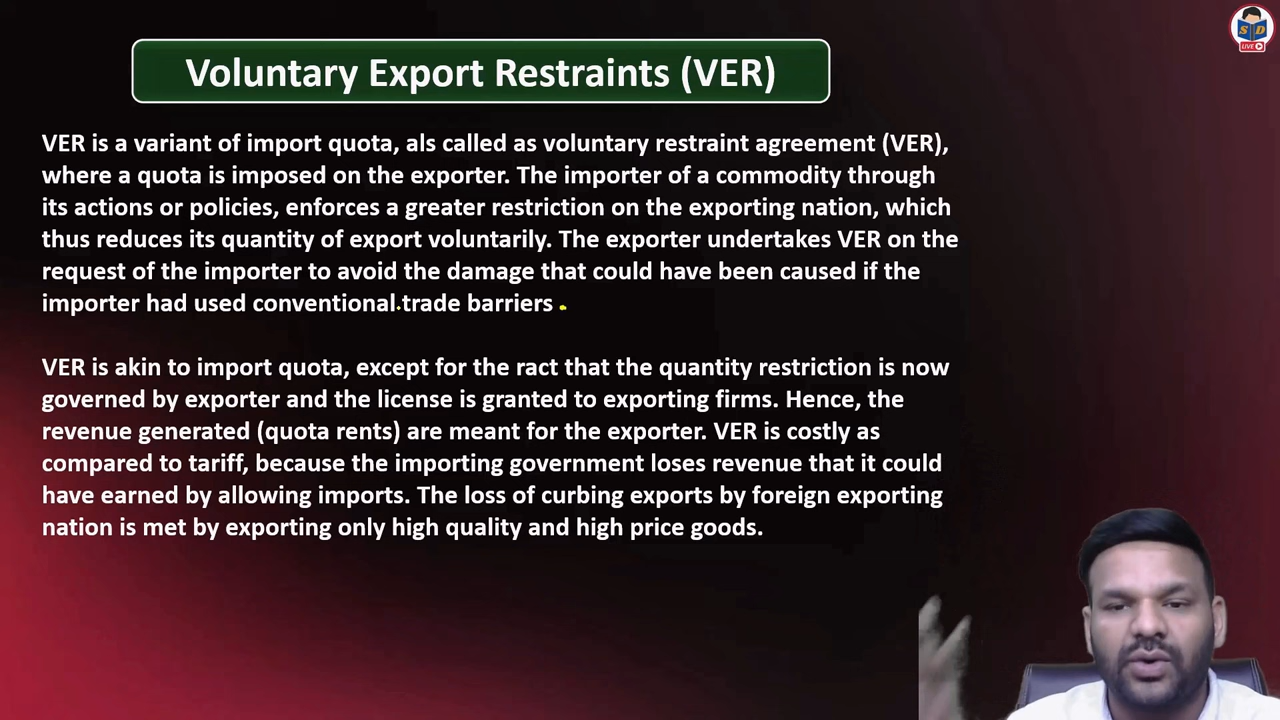 Voluntary Export Restraints (VER)
VER is a variant of import quota, als called as voluntary restraint agreement (VER),
where a quota is imposed on the exporter. The importer of a commodity through
its actions or policies, enforces a greater restriction on the exporting nation, which
thus reduces its quantity of export voluntarily. The exporter undertakes VER on the
request of the importer to avoid the damage that could have been caused if the
importer had used conventional trade barriers
VER is akin to import quota, except for the ract that the quantity restriction is now
governed by exporter and the license is granted to exporting firms. Hence, the
revenue generated (quota rents) are meant for the exporter. VER is costly as
compared to tariff, because the importing government loses revenue that it could
have earned by allowing imports. The loss of curbing exports by foreign exporting
nation is met by exporting only high quality and high price goods.
S D
LIVE